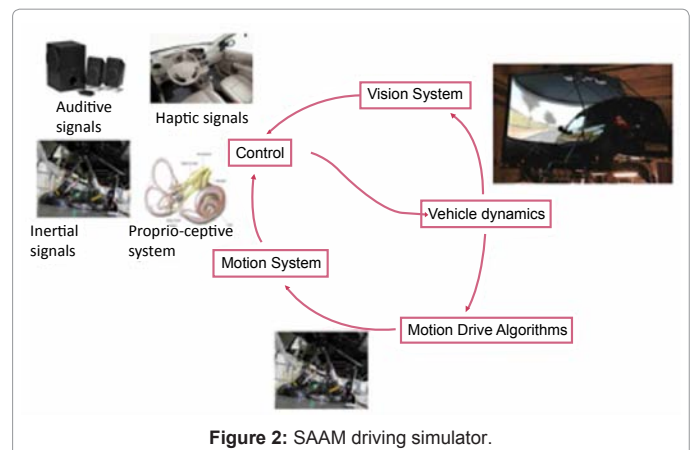 Auditive
signals
Haptic signals
Vision System
Control
Vehicle dynamics
Inertial
signals
Proprio-ceptive
system
Motion System
Motion Drive Algorithms
Figure 2: SAAM driving simulator.